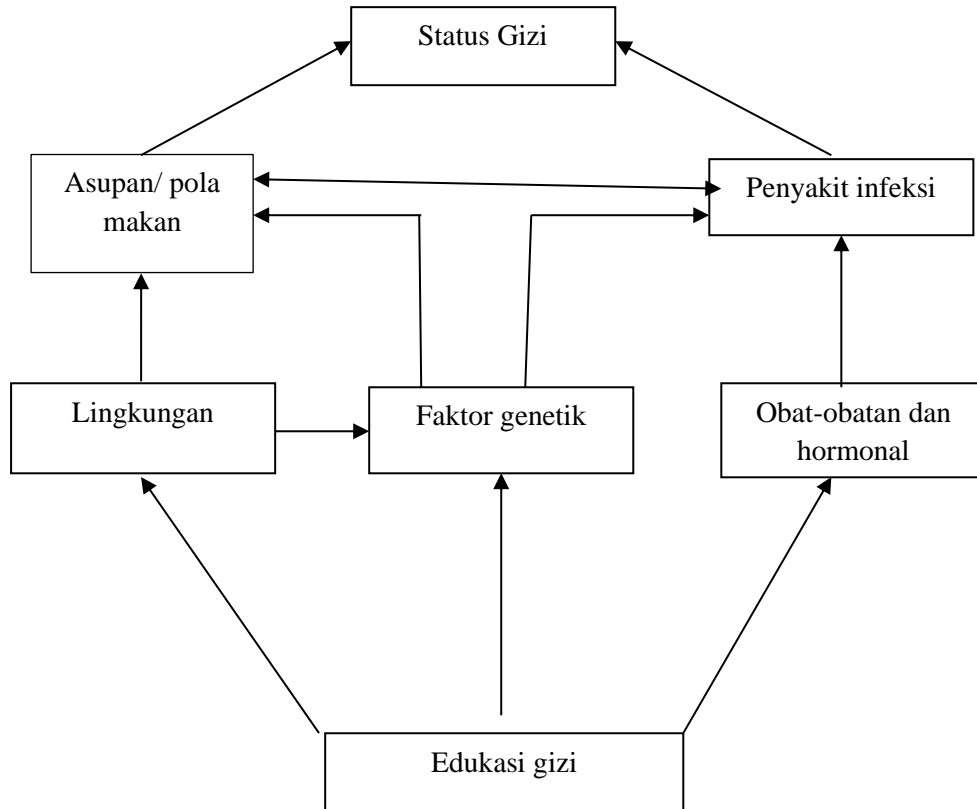 Status Gizi
Asupan/ pola
makan
Penyakit infeksi
Lingkungan
Faktor genetik
Obat-obatan dan
hormonal
Edukasi gizi